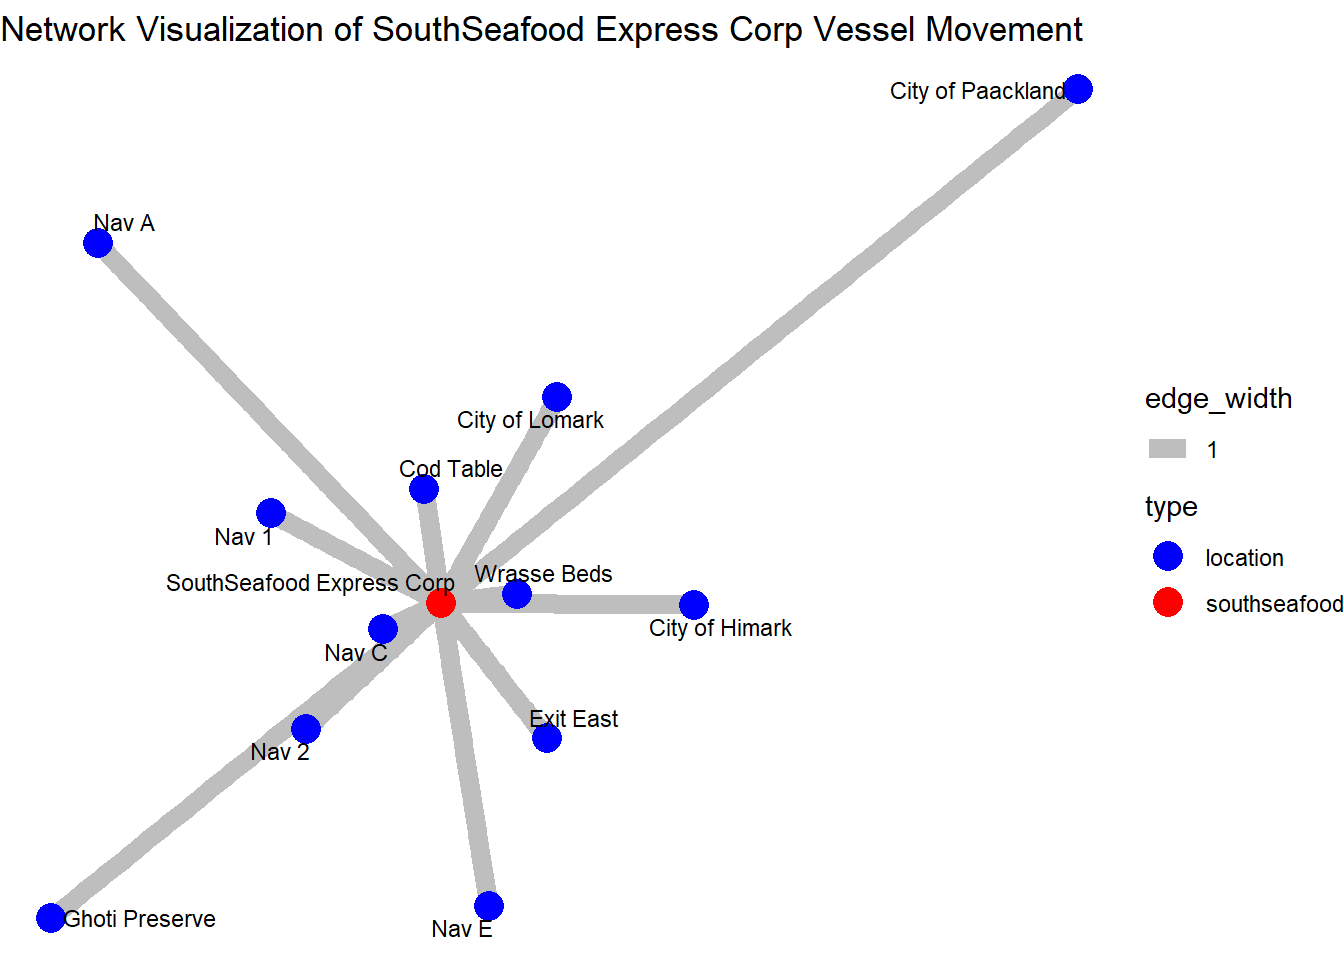 Network Visualization of SouthSeafood Express Corp Vessel Movement
City of Paackland
Nav A
City of Lomark
Cod Table
Nav 1
SouthSeafood Express Corp
Wrasse Beds
City of Himark
Nav C
Exit East
Nav 2
Ghoti Preserve
Nav E
edge_width
1
type
location
southseafood